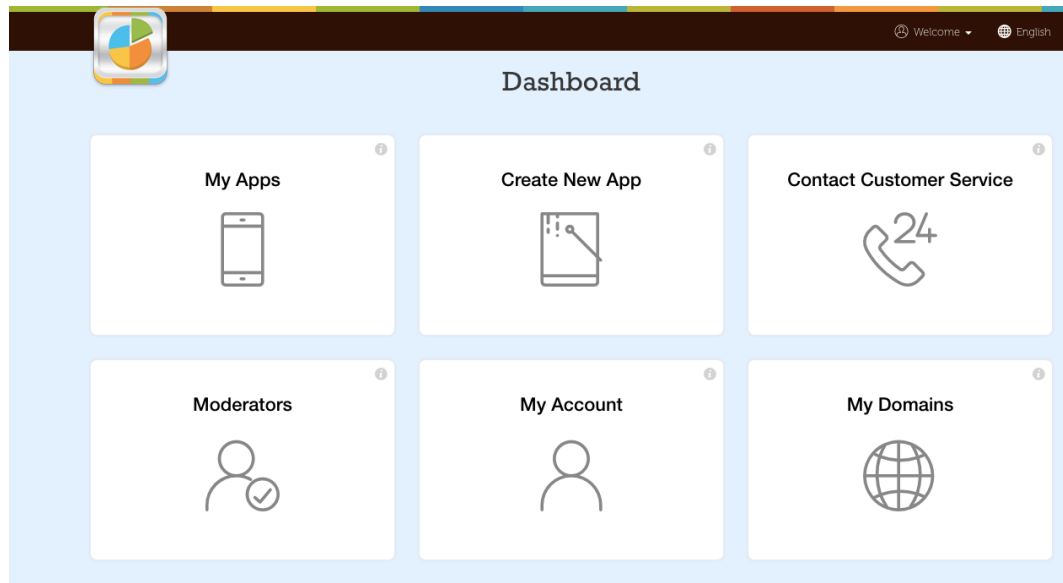 Welcome
English
Dashboard
My Apps
Create New App
Contact Customer Service
24
Moderators
My Account
My Domains